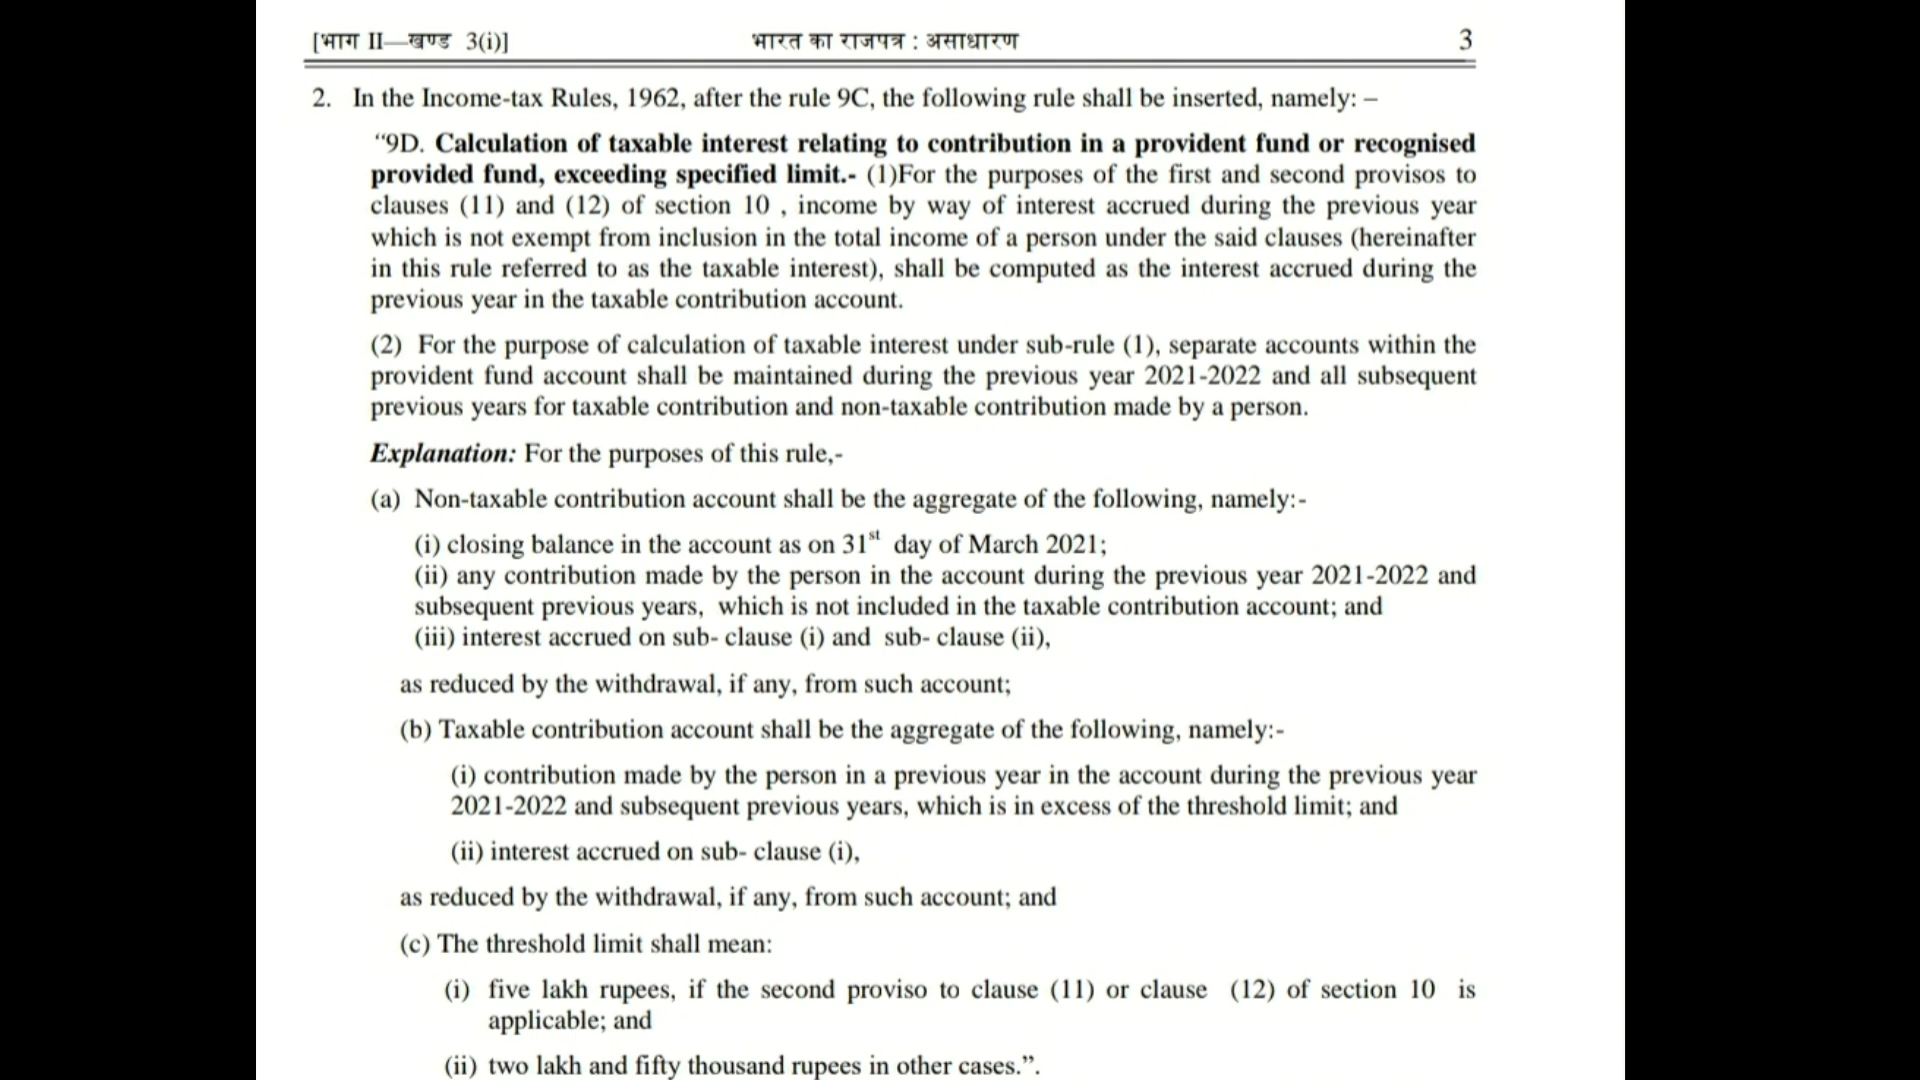 [भाग II—खण्ड 3(i)] भारत का राजपत्र : असाधारण 3
2. In the Income-tax Rules, 1962, after the rule 9C, the following rule shall be inserted, namely: –
“9D. Calculation of taxable interest relating to contribution in a provident fund or recognised
provided fund, exceeding specified limit.- (1)For the purposes of the first and second provisos to
clauses (11) and (12) of section 10 , income by way of interest accrued during the previous year
which is not exempt from inclusion in the total income of a person under the said clauses (hereinafter
in this rule referred to as the taxable interest), shall be computed as the interest accrued during the
previous year in the taxable contribution account.
(2) For the purpose of calculation of taxable interest under sub-rule (1), separate accounts within the
provident fund account shall be maintained during the previous year 2021-2022 and all subsequent
previous years for taxable contribution and non-taxable contribution made by a person.
Explanation: For the purposes of this rule,-
(a) Non-taxable contribution account shall be the aggregate of the following, namely:-
(i) closing balance in the account as on 31st day of March 2021;
(ii) any contribution made by the person in the account during the previous year 2021-2022 and
subsequent previous years, which is not included in the taxable contribution account; and
(iii) interest accrued on sub- clause (i) and sub- clause (ii),
as reduced by the withdrawal, if any, from such account;
(b) Taxable contribution account shall be the aggregate of the following, namely:-
(i) contribution made by the person in a previous year in the account during the previous year
2021-2022 and subsequent previous years, which is in excess of the threshold limit; and
(ii) interest accrued on sub- clause (i),
as reduced by the withdrawal, if any, from such account; and
(c) The threshold limit shall mean:
(i) five lakh rupees, if the second proviso to clause (11) or clause (12) of section 10 is
applicable; and
(ii) two lakh and fifty thousand rupees in other cases.”.